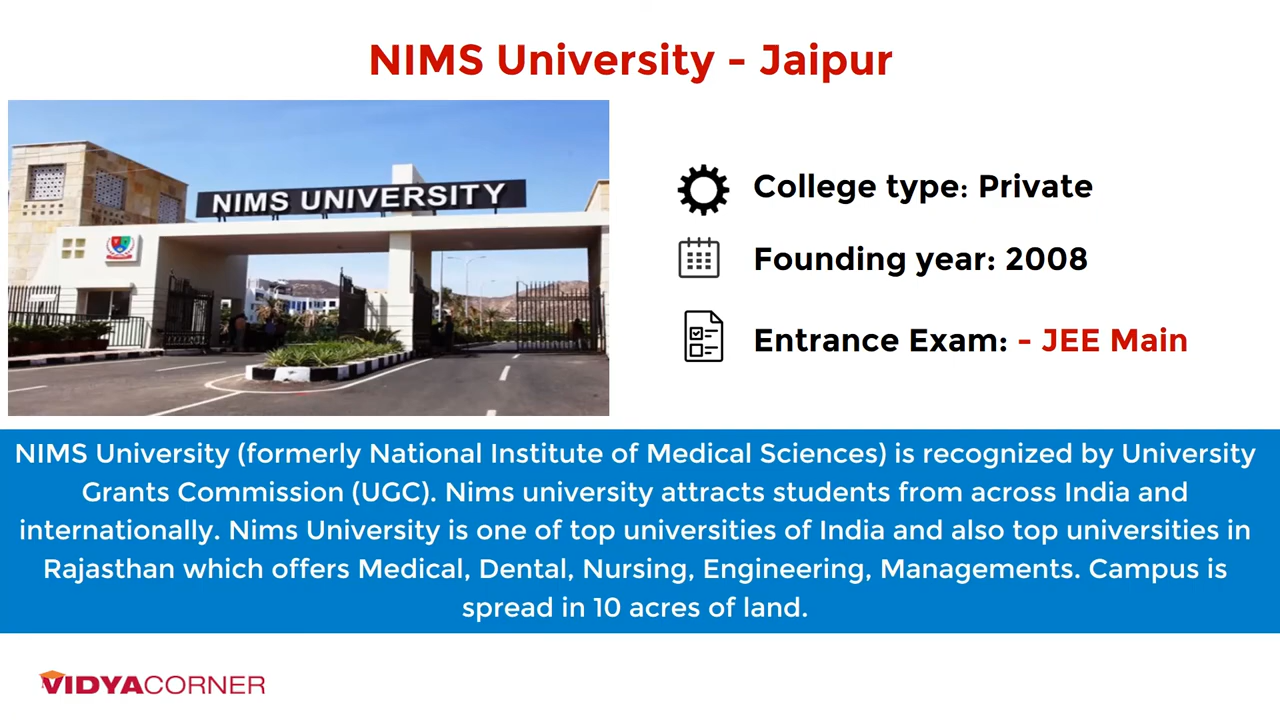 NIMS University - Jaipur
NIMS UNIVERSITY
College type: Private
Founding year: 2008
Entrance Exam: - JEE Main
NIMS University (formerly National Institute of Medical Sciences) is recognized by University
Grants Commission (UGC). Nims university attracts students from across India and
internationally. Nims University is one of top universities of India and also top universities in
Rajasthan which offers Medical, Dental, Nursing, Engineering, Managements. Campus is
spread in 10 acres of land.
VIDYACORNER